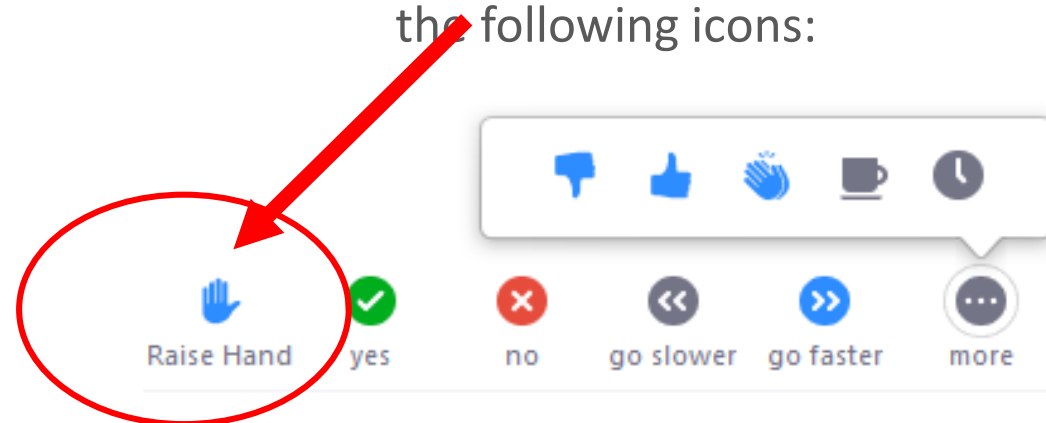 the following icons:
Raise Hand yes no go slower go faster more